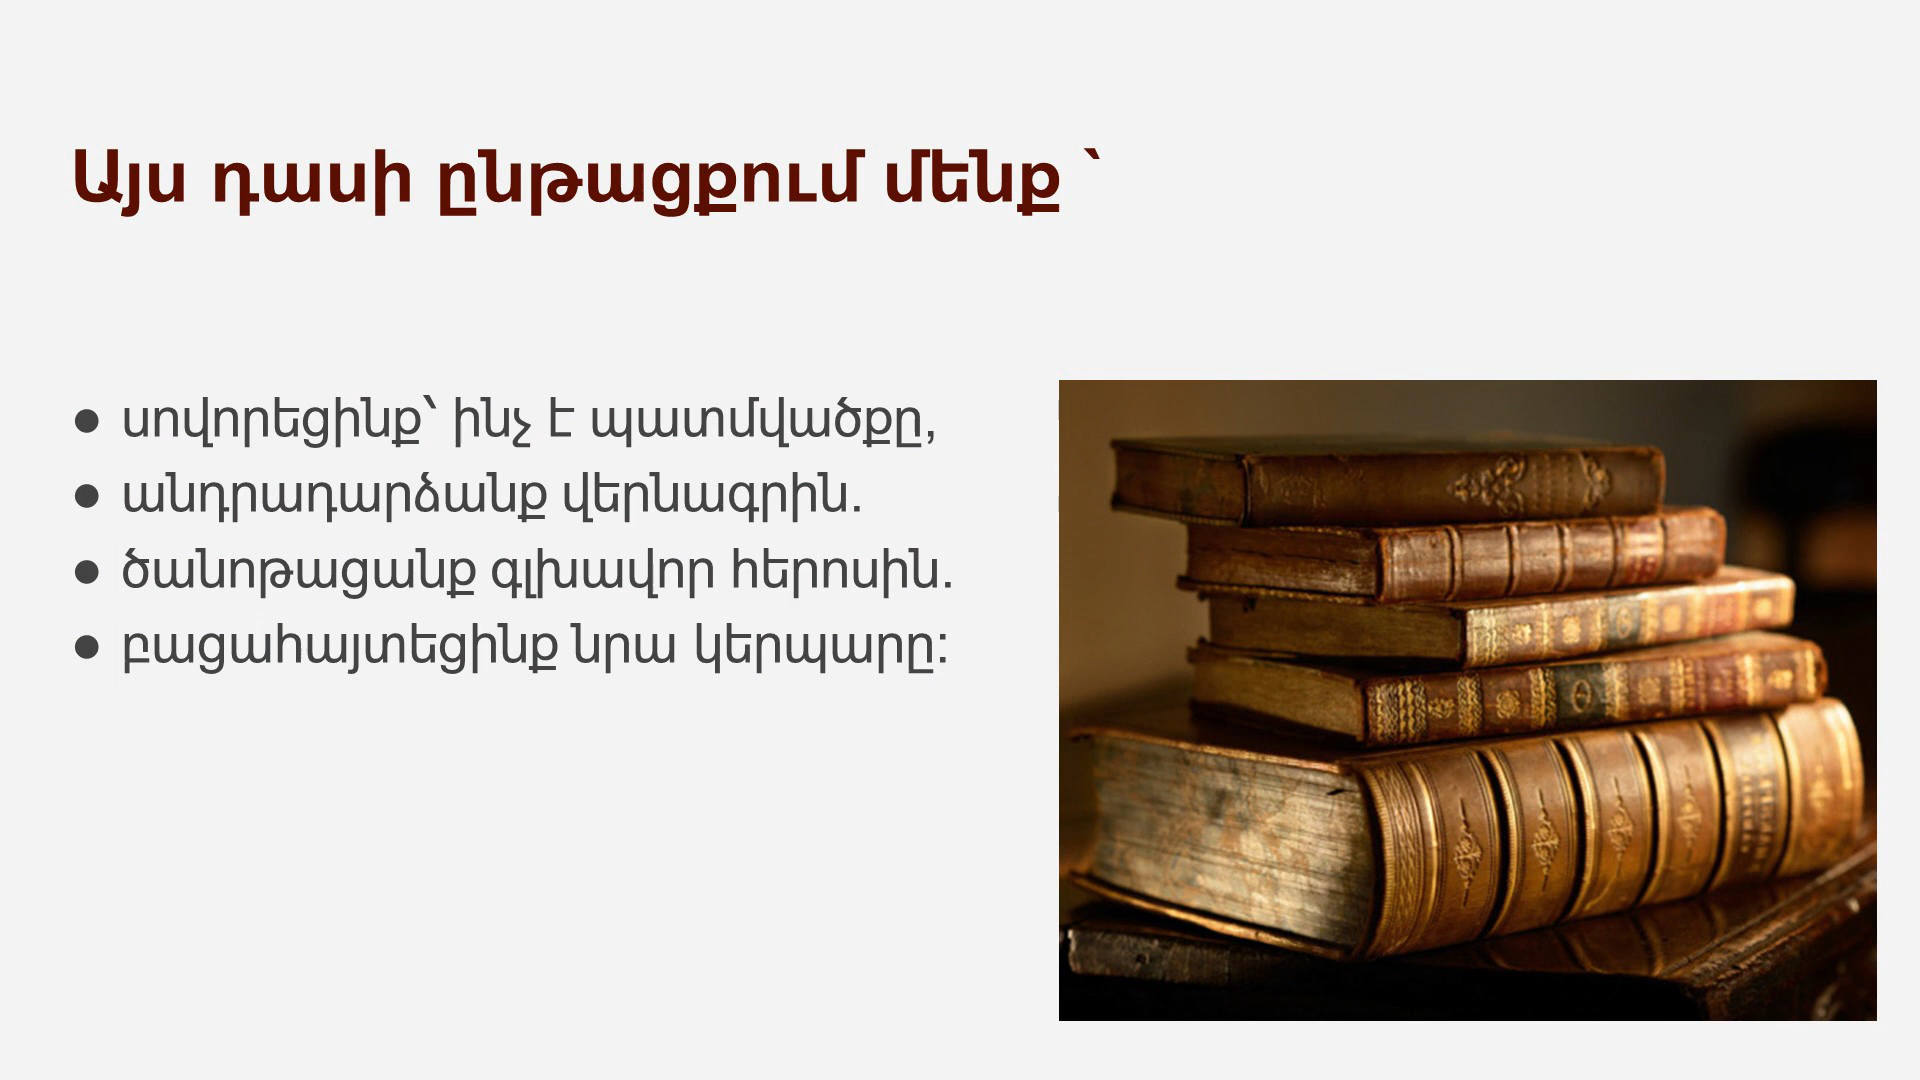 Այս դասի ընթացքում մենք ՝
● սովորեցինք՝ ինչ է պատմվածքը,
● անդրադարձանք վերնագրին.
● ծանոթացանք գլխավոր հերոսին.
● բացահայտեցինք նրա կերպարը: